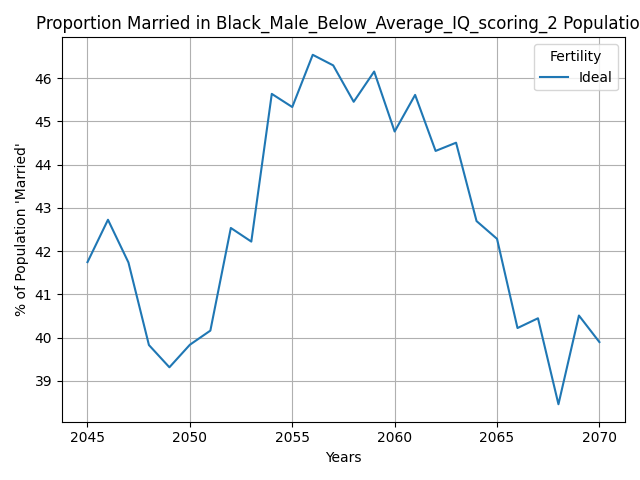 Proportion Married in Black_Male_Below_Average_IQ_scoring_2 Populatio
Fertility
Ideal
% of Population 'Married'
46
45
44
43
42
41
40
39
2045 2050 2055 2060 2065 2070
Years